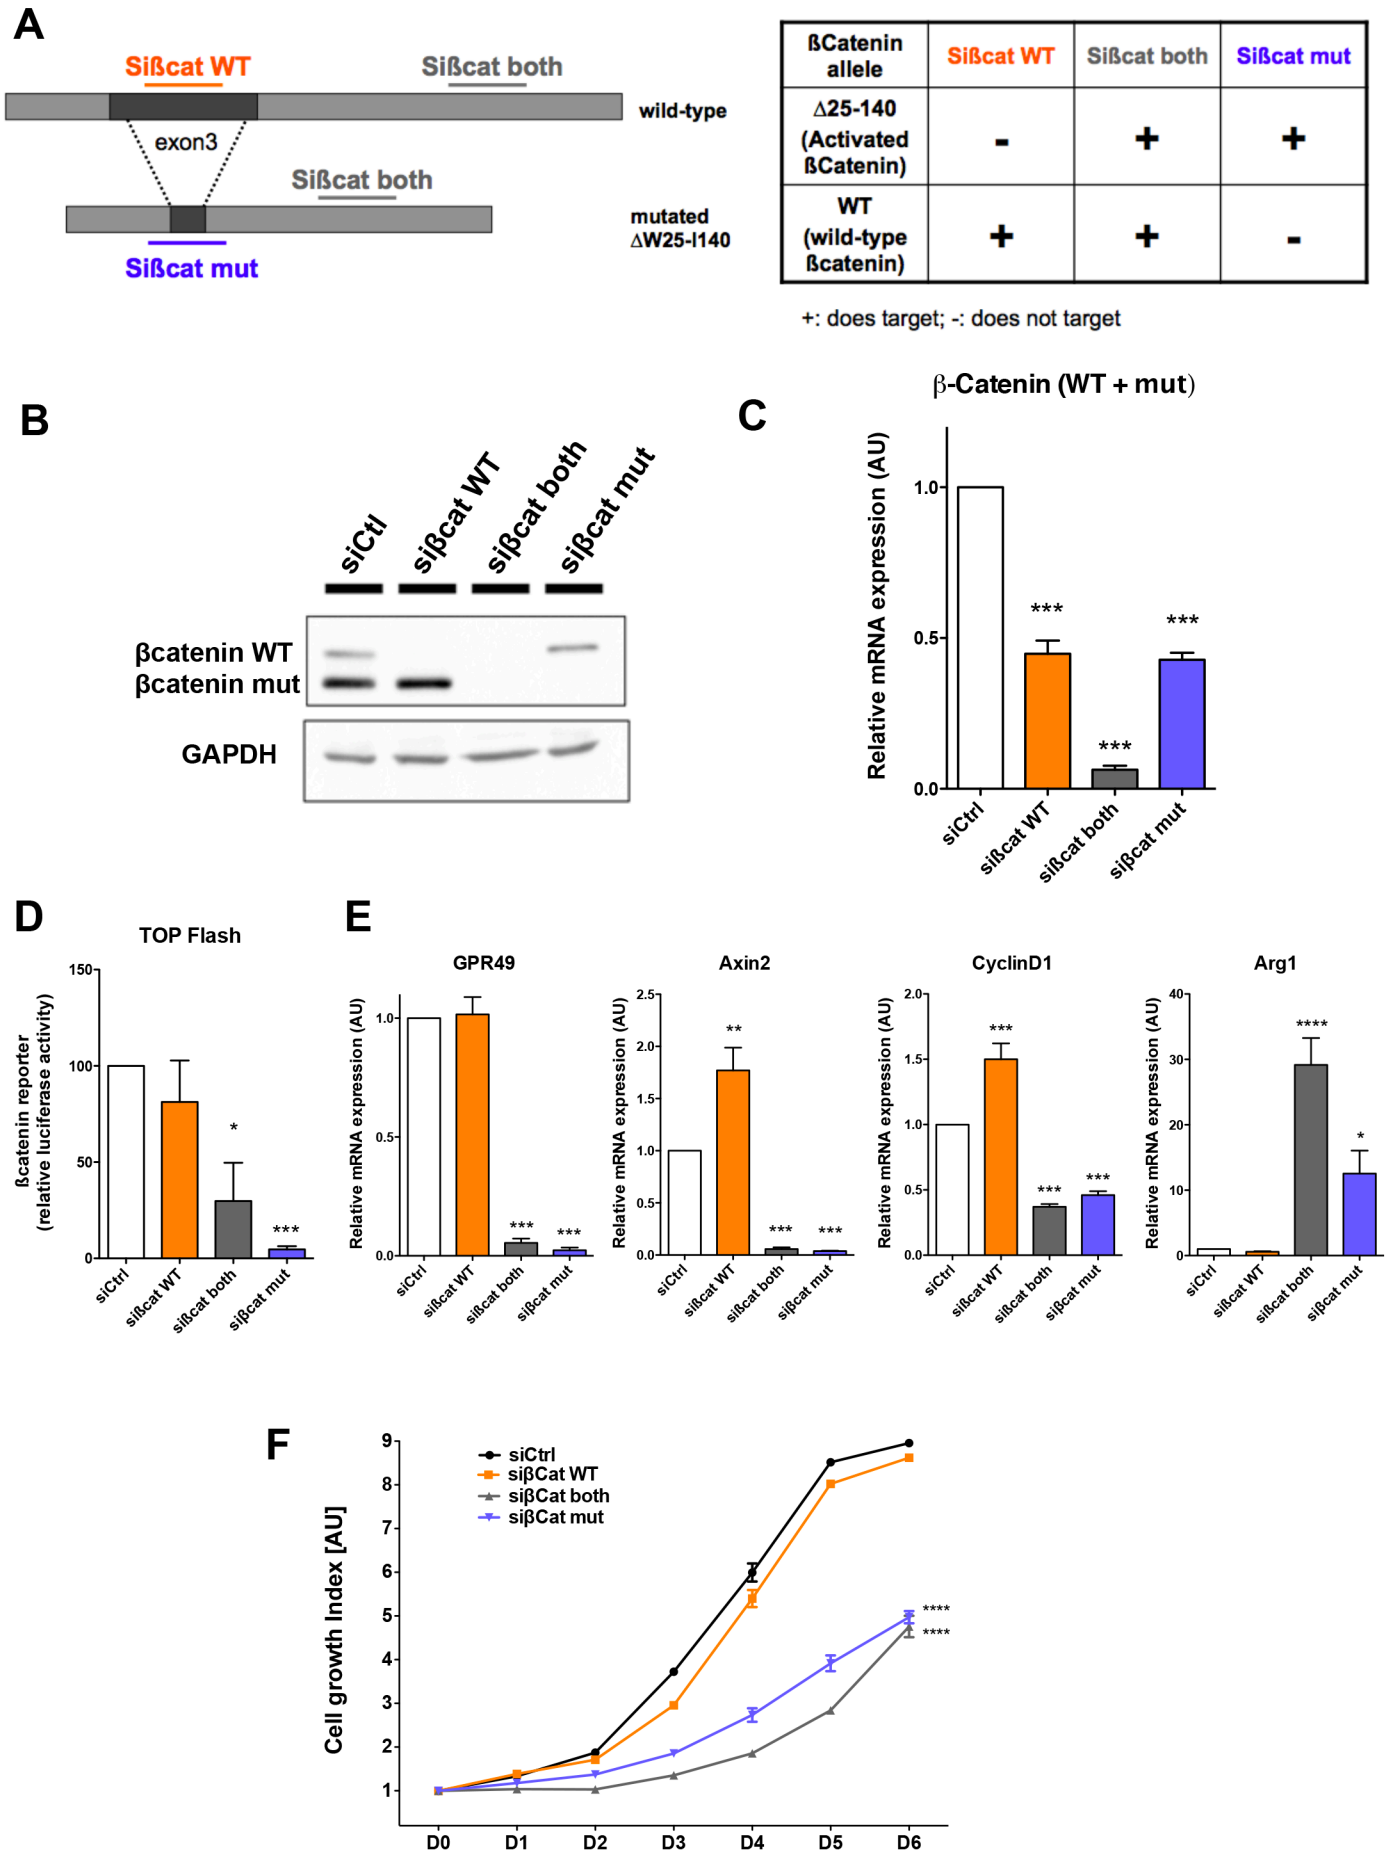 A
Sißcat WT
Sißcat both
wild-type
exon3
Sißcat both
mutated
ΔW25-I140
Sißcat mut
ßCatenin
allele
Sißcat WT
Sißcat both
Sißcat mut
Δ25-140
(Activated
ßCatenin)
-
+
+
WT
(wild-type
ßcatenin)
+
+
-
+: does target; -: does not target
B
siCtl
siβcat WT
siβcat both
siβcat mut
βcatenin WT
βcatenin mut
GAPDH
C
β-Catenin (WT + mut)
Relative mRNA expression (AU)
1.0
0.5
0.0
***
***
***
siCtrl
sißcat WT
sißcat both
siβcat mut
D
TOP Flash
ßcatenin reporter
(relative luciferase activity)
150
100
50
0
*
***
siCtrl
sißcat WT
sißcat both
siβcat mut
E
GPR49
Relative mRNA expression (AU)
1.0
0.5
0.0
***
***
siCtrl
sißcat WT
sißcat both
siβcat mut
Axin2
Relative mRNA expression (AU)
2.5
2.0
1.5
1.0
0.5
0.0
**
***
***
siCtrl
sißcat WT
sißcat both
siβcat mut
CyclinD1
Relative mRNA expression (AU)
2.0
1.5
1.0
0.5
0.0
***
***
***
siCtrl
sißcat WT
sißcat both
siβcat mut
Arg1
Relative mRNA expression (AU)
40
30
20
10
0
****
*
siCtrl
sißcat WT
sißcat both
siβcat mut
F
Cell growth Index [AU]
9
8
7
6
5
4
3
2
1
siCtrl
siβCat WT
siβCat both
siβCat mut
****
****
D0
D1
D2
D3
D4
D5
D6